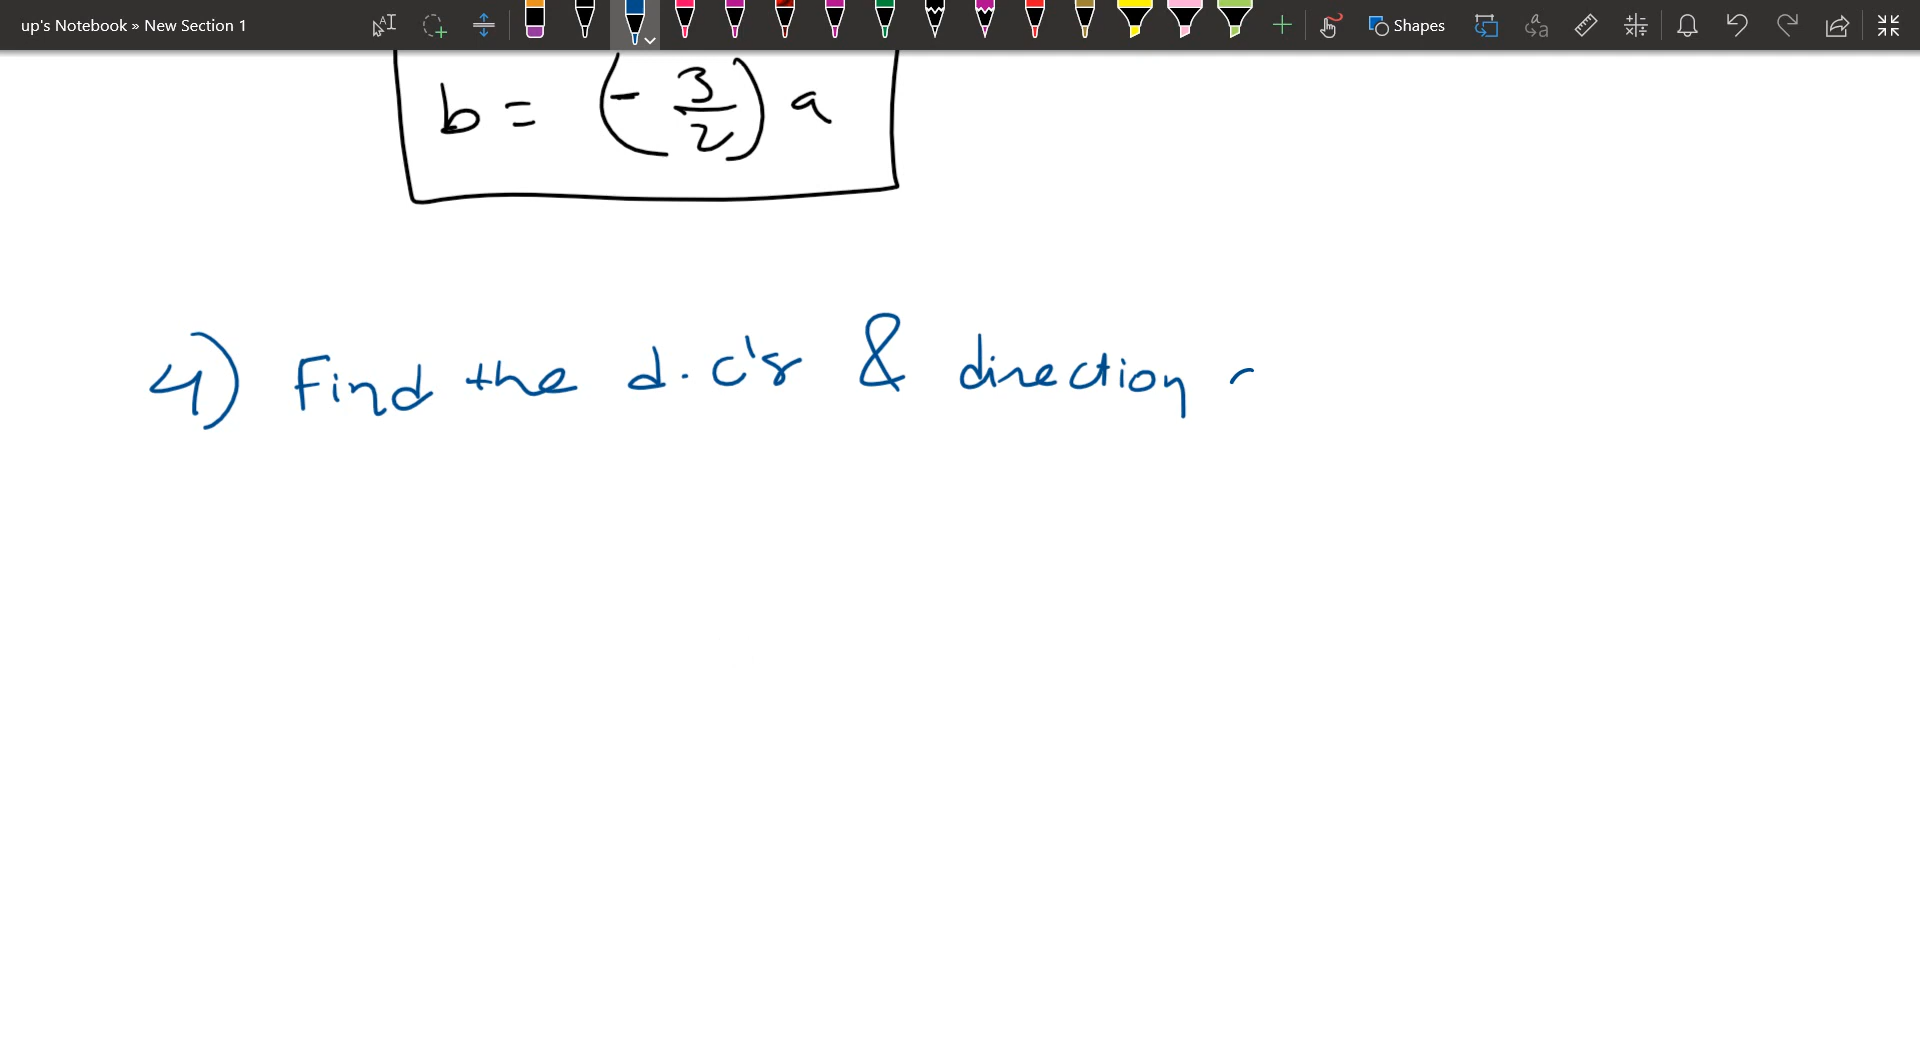 up's Notebook » New Section 1
Shapes
b = (- 3/2) a
4) Find the d.c's & direction